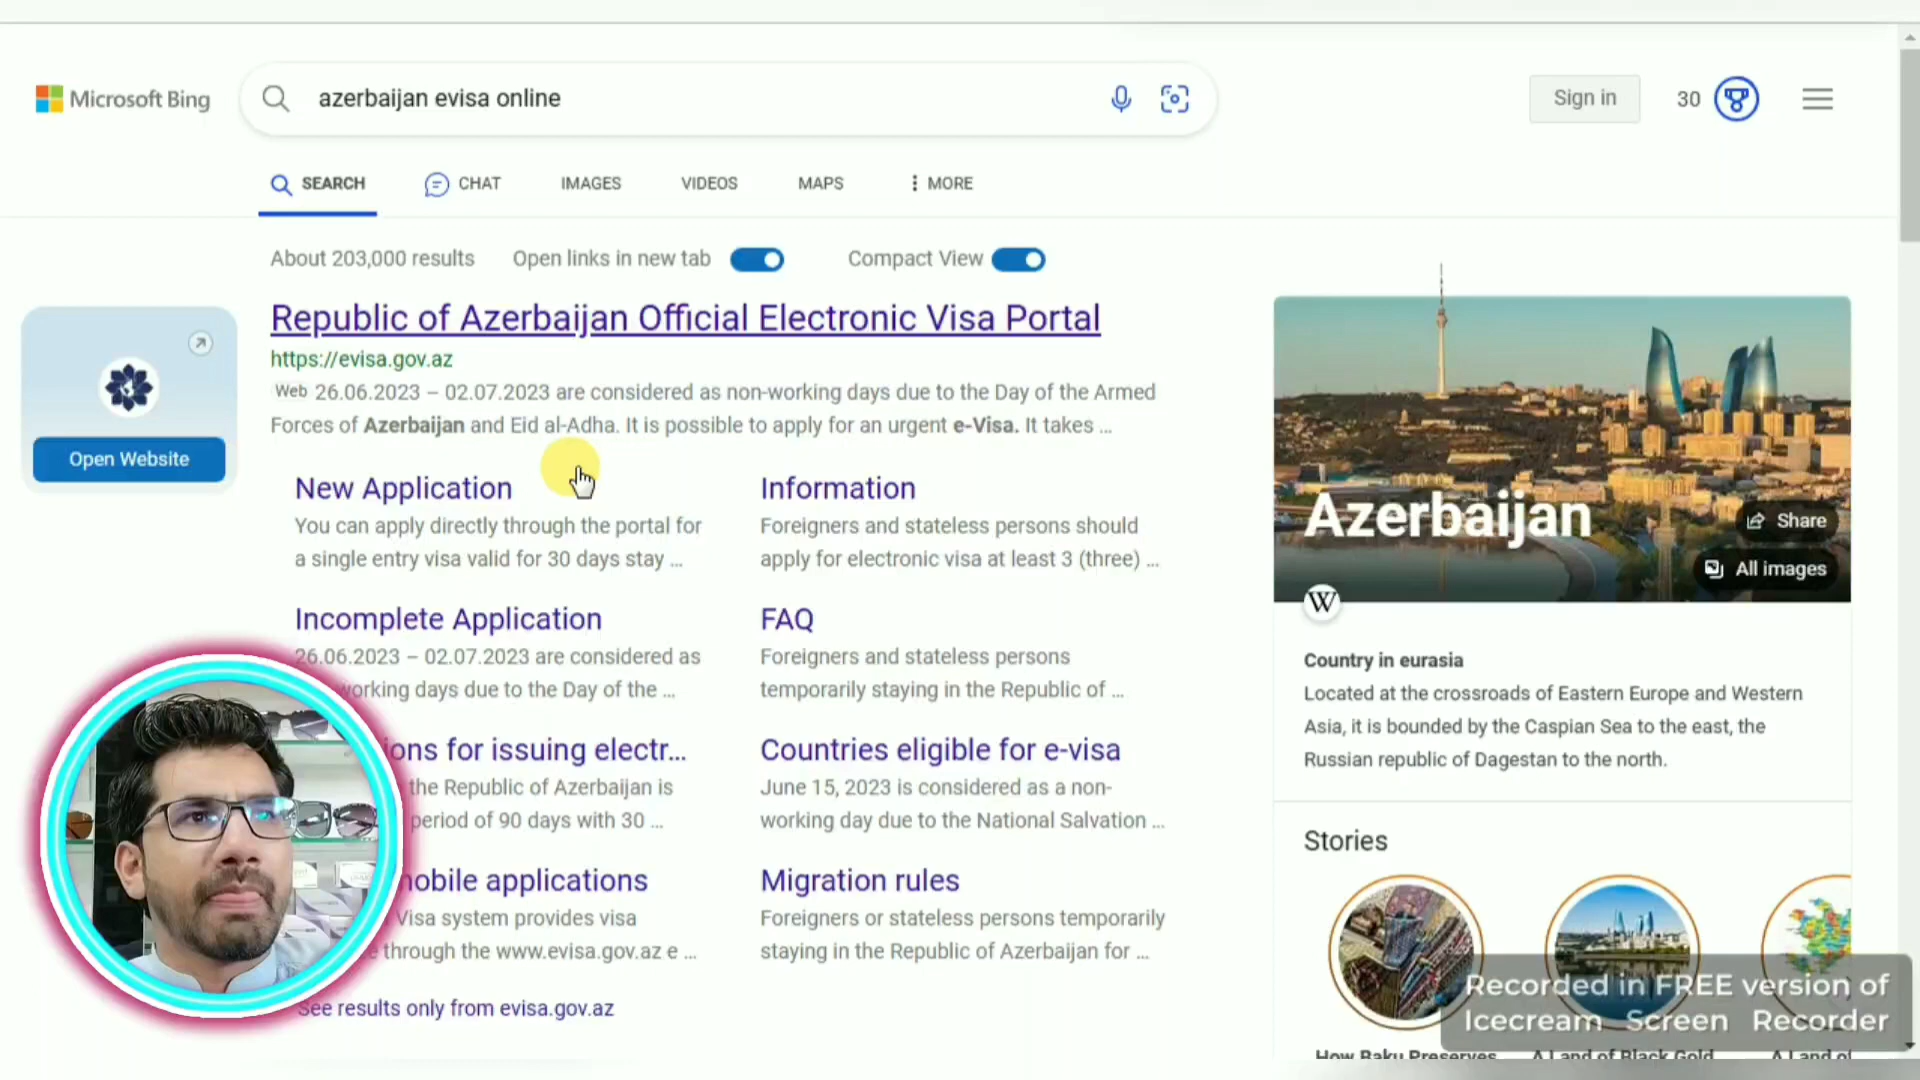 Microsoft Bing
azerbaijan evisa online
Sign in
30
SEARCH
CHAT
IMAGES
VIDEOS
MAPS
MORE
About 203,000 results
Open links in new tab
Compact View
Republic of Azerbaijan Official Electronic Visa Portal
https://evisa.gov.az
Web 26.06.2023 – 02.07.2023 are considered as non-working days due to the Day of the Armed
Forces of Azerbaijan and Eid al-Adha. It is possible to apply for an urgent e-Visa. It takes ...
Open Website
New Application
You can apply directly through the portal for
a single entry visa valid for 30 days stay ...
Information
Foreigners and stateless persons should
apply for electronic visa at least 3 (three) ...
Incomplete Application
26.06.2023 – 02.07.2023 are considered as
working days due to the Day of the ...
FAQ
Foreigners and stateless persons
temporarily staying in the Republic of ...
ons for issuing electr...
the Republic of Azerbaijan is
period of 90 days with 30 ...
Countries eligible for e-visa
June 15, 2023 is considered as a non-
working day due to the National Salvation ...
mobile applications
Visa system provides visa
through the www.evisa.gov.az e ...
Migration rules
Foreigners or stateless persons temporarily
staying in the Republic of Azerbaijan for ...
See results only from evisa.gov.az
Azerbaijan
Share
All images
W
Country in eurasia
Located at the crossroads of Eastern Europe and Western
Asia, it is bounded by the Caspian Sea to the east, the
Russian republic of Dagestan to the north.
Stories
How Baku Preserves
A Land of Black Gold
A Land of
Recorded in FREE version of
Icecream Screen Recorder